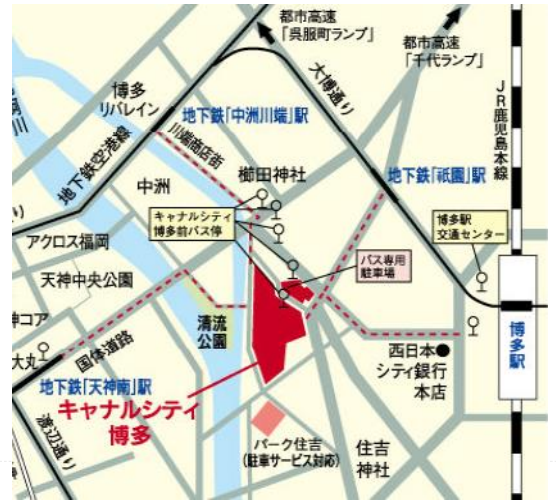 都市高速
「呉服町ランプ」
都市高速
「千代ランプ」
大博通り
JR鹿児島本線
博多
リバレイン
地下鉄「中洲川端」駅
川端商店街
地下鉄空港線
櫛田神社
地下鉄「祇園」駅
中洲
キャナルシティ
博多前バス停
博多駅
交通センター
アクロス福岡
バス専用
駐車場
天神中央公園
清流
公園
神コア
大丸
国体道路
博多駅
西日本
シティ銀行
本店
地下鉄「天神南」駅
キャナルシティ
博多
渡辺通り
パーク住吉
(駐車サービス対応)
住吉
神社